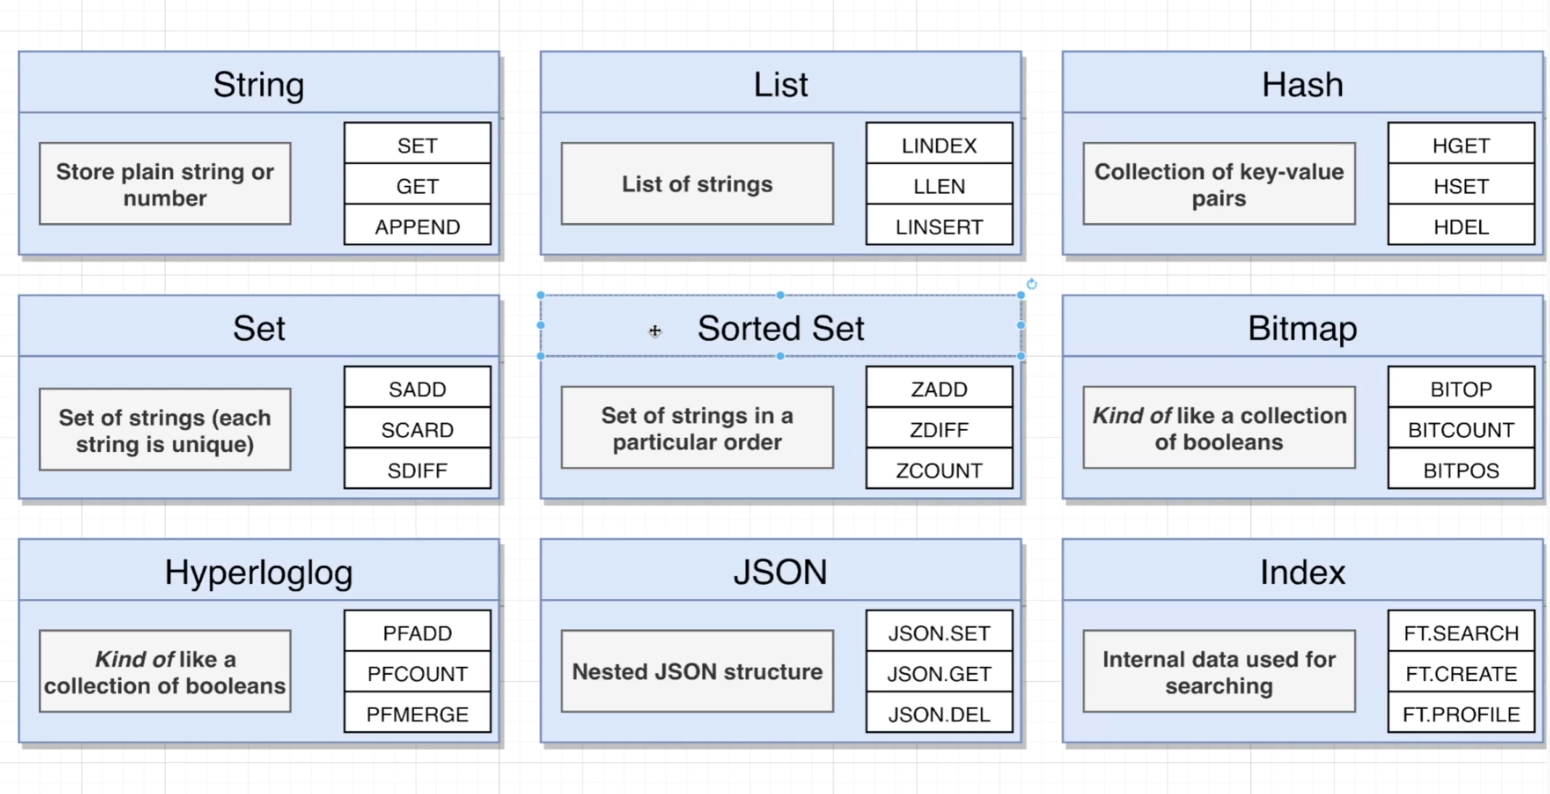 String
Store plain string or
number
SET
GET
APPEND
List
List of strings
LINDEX
LLEN
LINSERT
Hash
Collection of key-value
pairs
HGET
HSET
HDEL
Set
Set of strings (each
string is unique)
SADD
SCARD
SDIFF
Sorted Set
Set of strings in a
particular order
ZADD
ZDIFF
ZCOUNT
Bitmap
Kind of like a collection
of booleans
BITOP
BITCOUNT
BITPOS
Hyperloglog
Kind of like a
collection of booleans
PFADD
PFCOUNT
PFMERGE
JSON
Nested JSON structure
JSON.SET
JSON.GET
JSON.DEL
Index
Internal data used for
searching
FT.SEARCH
FT.CREATE
FT.PROFILE